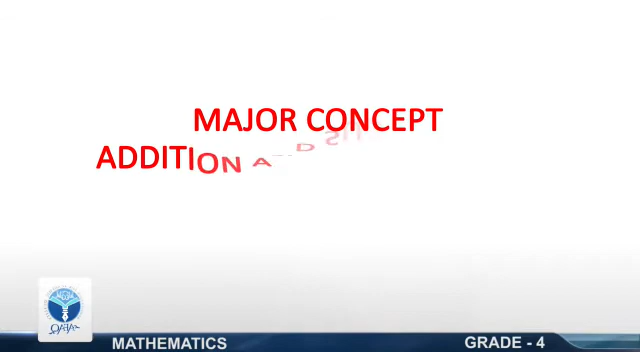 MAJOR CONCEPT
ADDITION
MATHEMATICS
GRADE - 4